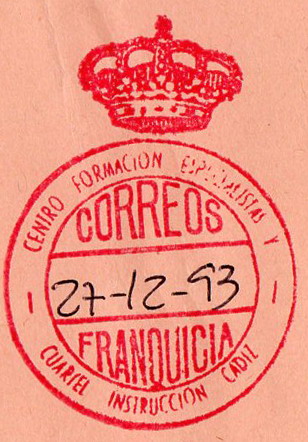 CENTRO FORMACION ESPECIALISTAS Y
CORREOS
27-12-93
FRANQUICIA
CUARTEL INSTRUCCION CADIZ